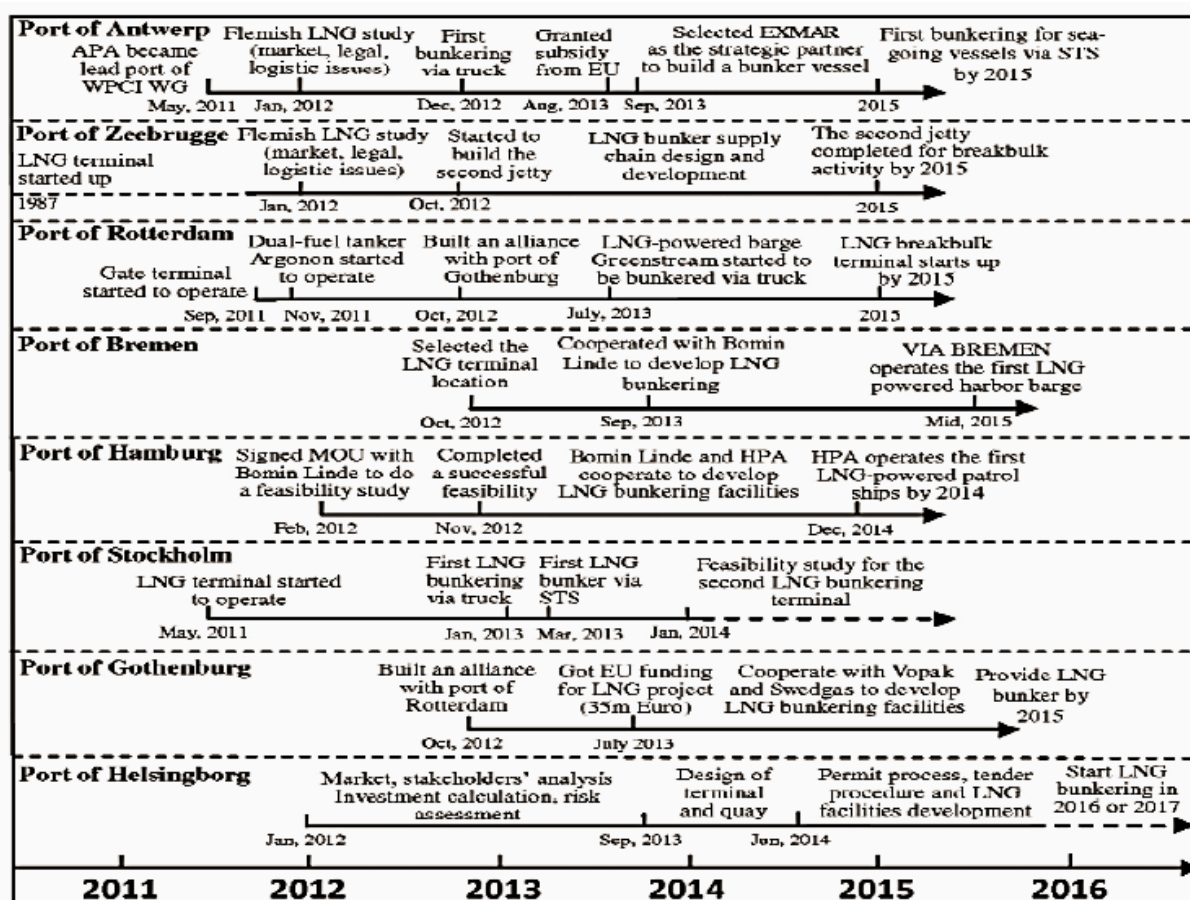 Port of Antwerp
APA became
lead port of
WPCI WG
Flemish LNG study
(market, legal,
logistic issues)
First
bunkering
via truck
Granted
subsidy
from EU
Selected EXMAR
as the strategic partner
to build a bunker vessel
First bunkering for sea-
going vessels via STS
by 2015
May, 2011
Jan, 2012
Dec, 2012
Aug, 2013
Sep, 2013
2015
Port of Zeebrugge
LNG terminal
started up
Flemish LNG study
(market, legal,
logistic issues)
Started to
build the
second jetty
LNG bunker supply
chain design and
development
The second jetty
completed for breakbulk
activity by 2015
1987
Jan, 2012
Oct, 2012
2015
Port of Rotterdam
Gate terminal
started to operate
Dual-fuel tanker
Argonon started
to operate
Built an alliance
with port of
Gothenburg
LNG-powered barge
Greenstream started to
be bunkered via truck
LNG breakbulk
terminal starts up
by 2015
Sep, 2011
Nov, 2011
Oct, 2012
July, 2013
2015
Port of Bremen
Selected the
LNG terminal
location
Cooperated with Bomin
Linde to develop LNG
bunkering
VIA BREMEN
operates the first LNG
powered harbor barge
Oct, 2012
Sep, 2013
Mid, 2015
Port of Hamburg
Signed MOU with
Bomin Linde to do
a feasibility study
Completed
a successful
feasibility
Bomin Linde and HPA
cooperate to develop
LNG bunkering facilities
HPA operates the first
LNG-powered patrol
ships by 2014
Feb, 2012
Nov, 2012
Dec, 2014
Port of Stockholm
LNG terminal started
to operate
First LNG
bunkering
via truck
First LNG
bunker via
STS
Feasibility study for the
second LNG bunkering
terminal
May, 2011
Jan, 2013
Mar, 2013
Jan, 2014
Port of Gothenburg
Built an alliance
with port of
Rotterdam
Got EU funding
for LNG project
(35m Euro)
Cooperate with Vopak
and Swedgas to develop
LNG bunkering facilities
Provide LNG
bunker by
2015
Oct, 2012
July 2013
Port of Helsingborg
Market, stakeholders' analysis
Investment calculation, risk
assessment
Design of
terminal
and quay
Permit process, tender
procedure and LNG
facilities development
Start LNG
bunkering in
2016 or 2017
Jan, 2012
Sep, 2013
Jun, 2014
2011
2012
2013
2014
2015
2016